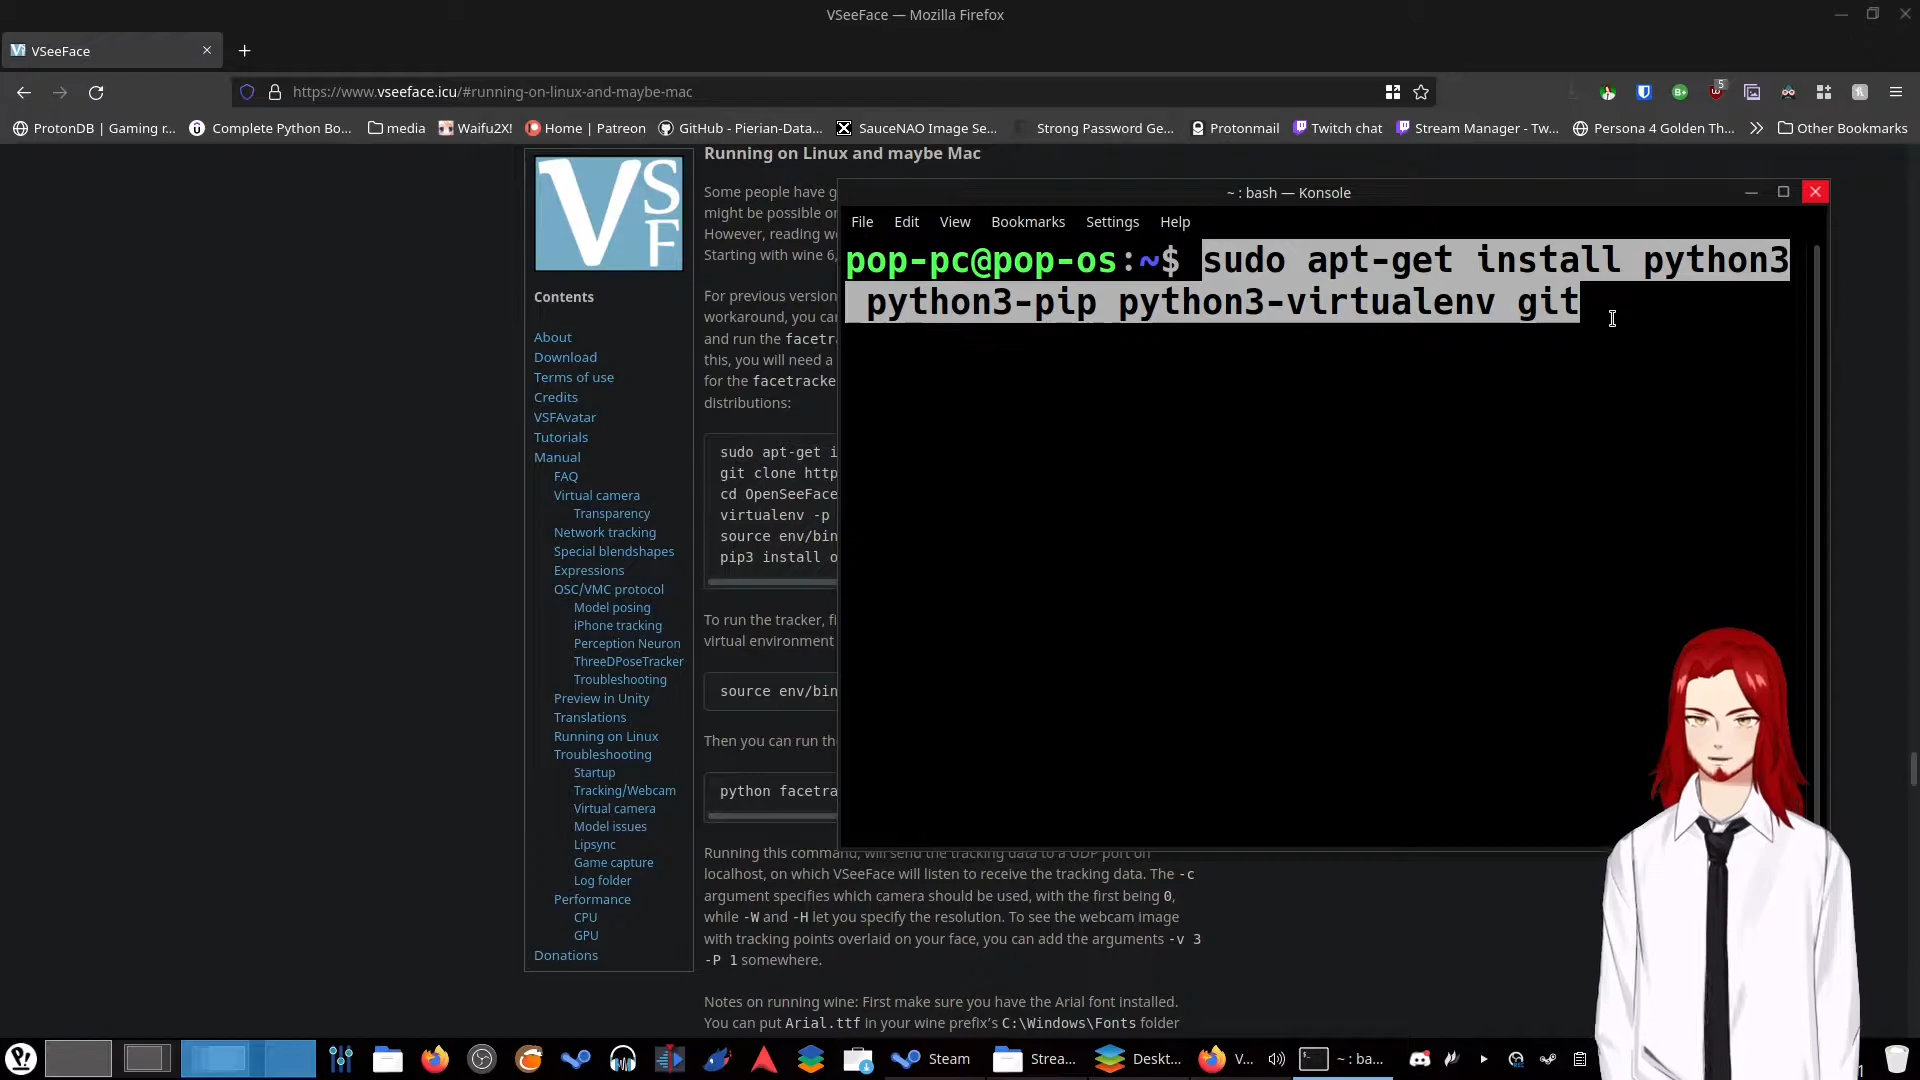 VSeeFace — Mozilla Firefox
VSeeFace
https://www.vseeface.icu/#running-on-linux-and-maybe-mac
5
ProtonDB | Gaming r...
Complete Python Bo...
media
Waifu2X!
Home | Patreon
GitHub - Pierian-Data...
SauceNAO Image Se...
Strong Password Ge...
Protonmail
Twitch chat
Stream Manager - Tw...
Persona 4 Golden Th...
Other Bookmarks
VSF
Contents
About
Download
Terms of use
Credits
VSFAvatar
Tutorials
Manual
FAQ
Virtual camera
Transparency
Network tracking
Special blendshapes
Expressions
OSC/VMC protocol
Model posing
iPhone tracking
Perception Neuron
ThreeDPoseTracker
Troubleshooting
Preview in Unity
Translations
Running on Linux
Troubleshooting
Startup
Tracking/Webcam
Virtual camera
Model issues
Lipsync
Game capture
Log folder
Performance
CPU
GPU
Donations
Running on Linux and maybe Mac
Some people have g
might be possible o
However, reading w
Starting with wine 6,
For previous version
workaround, you ca
and run the facetr
this, you will need a
for the facetracke
distributions:
sudo apt-get i
git clone http
cd OpenSeeFace
virtualenv -p
source env/bin
pip3 install o
To run the tracker, fi
virtual environment
source env/bin
Then you can run th
python facetra
Running this command, will send the tracking data to a UDP port on
localhost, on which VSeeFace will listen to receive the tracking data. The -c
argument specifies which camera should be used, with the first being 0,
while -W and -H let you specify the resolution. To see the webcam image
with tracking points overlaid on your face, you can add the arguments -v 3
-P 1 somewhere.
Notes on running wine: First make sure you have the Arial font installed.
You can put Arial.ttf in your wine prefix's C:\Windows\Fonts folder
~ : bash — Konsole
File Edit View Bookmarks Settings Help
pop-pc@pop-os:~$ sudo apt-get install python3
python3-pip python3-virtualenv git
Steam
Strea...
Deskt...
V...
~ : ba...